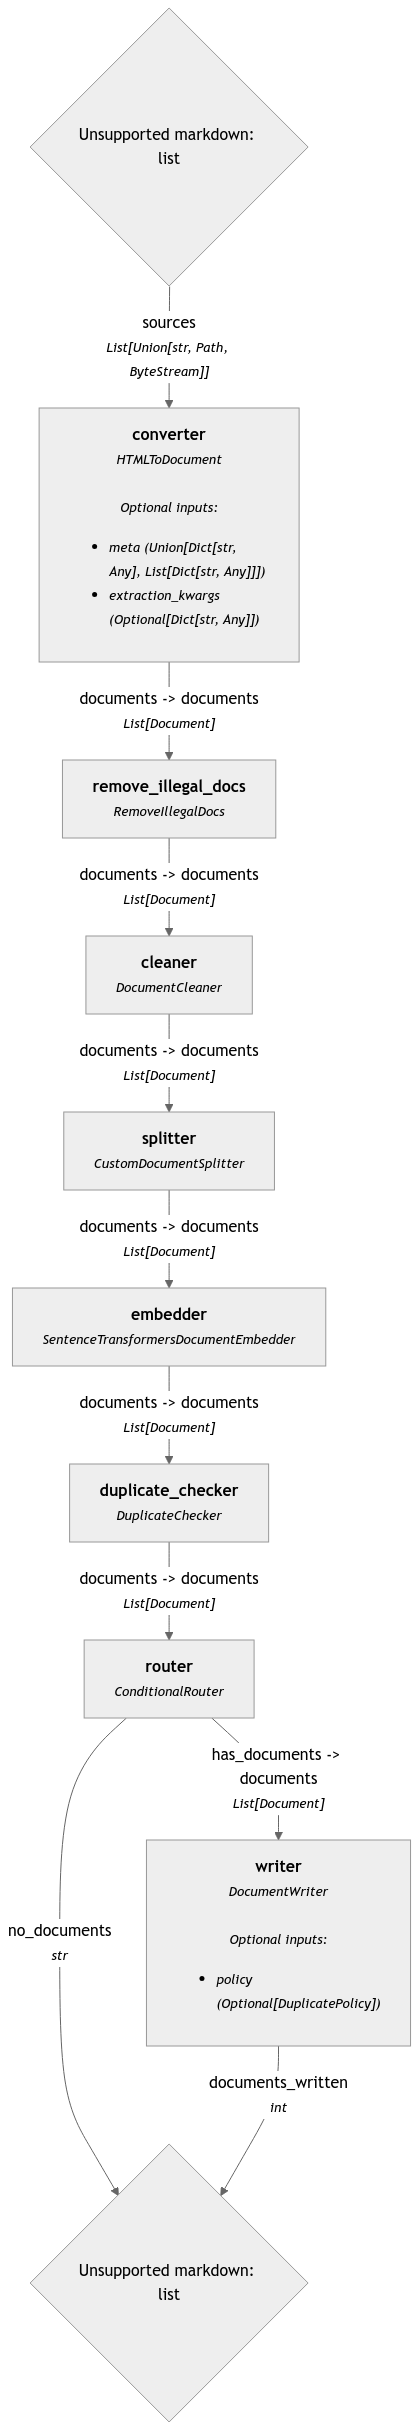 Unsupported markdown:
list
sources
List[Union[str, Path,
ByteStream]]
converter
HTMLToDocument
Optional inputs:
• meta (Union[Dict[str,
Any], List[Dict[str, Any]]])
• extraction_kwargs
(Optional[Dict[str, Any]])
documents -> documents
List[Document]
remove_illegal_docs
RemoveIllegalDocs
documents -> documents
List[Document]
cleaner
DocumentCleaner
documents -> documents
List[Document]
splitter
CustomDocumentSplitter
documents -> documents
List[Document]
embedder
SentenceTransformersDocumentEmbedder
documents -> documents
List[Document]
duplicate_checker
DuplicateChecker
documents -> documents
List[Document]
router
ConditionalRouter
has_documents ->
documents
List[Document]
writer
DocumentWriter
Optional inputs:
• policy
(Optional[DuplicatePolicy])
no_documents
str
documents_written
int
Unsupported markdown:
list